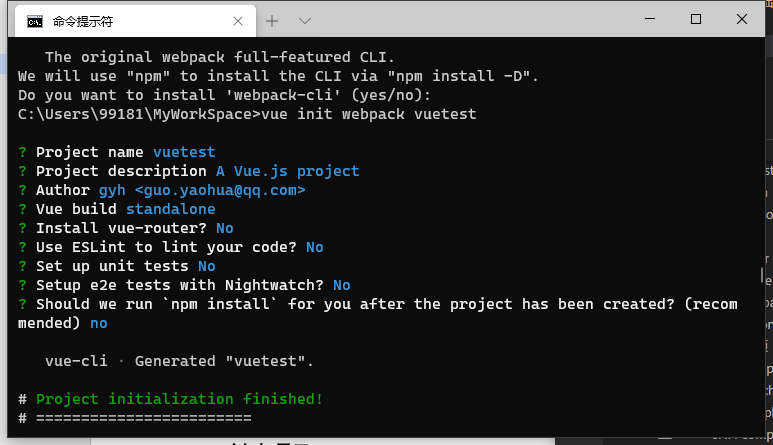 命令提示符
The original webpack full-featured CLI.
We will use "npm" to install the CLI via "npm install -D".
Do you want to install 'webpack-cli' (yes/no):
C:\Users\99181\MyWorkSpace>vue init webpack vuetest
? Project name vuetest
? Project description A Vue.js project
? Author gyh <guo.yaohua@qq.com>
? Vue build standalone
? Install vue-router? No
? Use ESLint to lint your code? No
? Set up unit tests No
? Setup e2e tests with Nightwatch? No
? Should we run `npm install` for you after the project has been created? (recom
mended) no
vue-cli · Generated "vuetest".
# Project initialization finished!
# ========================